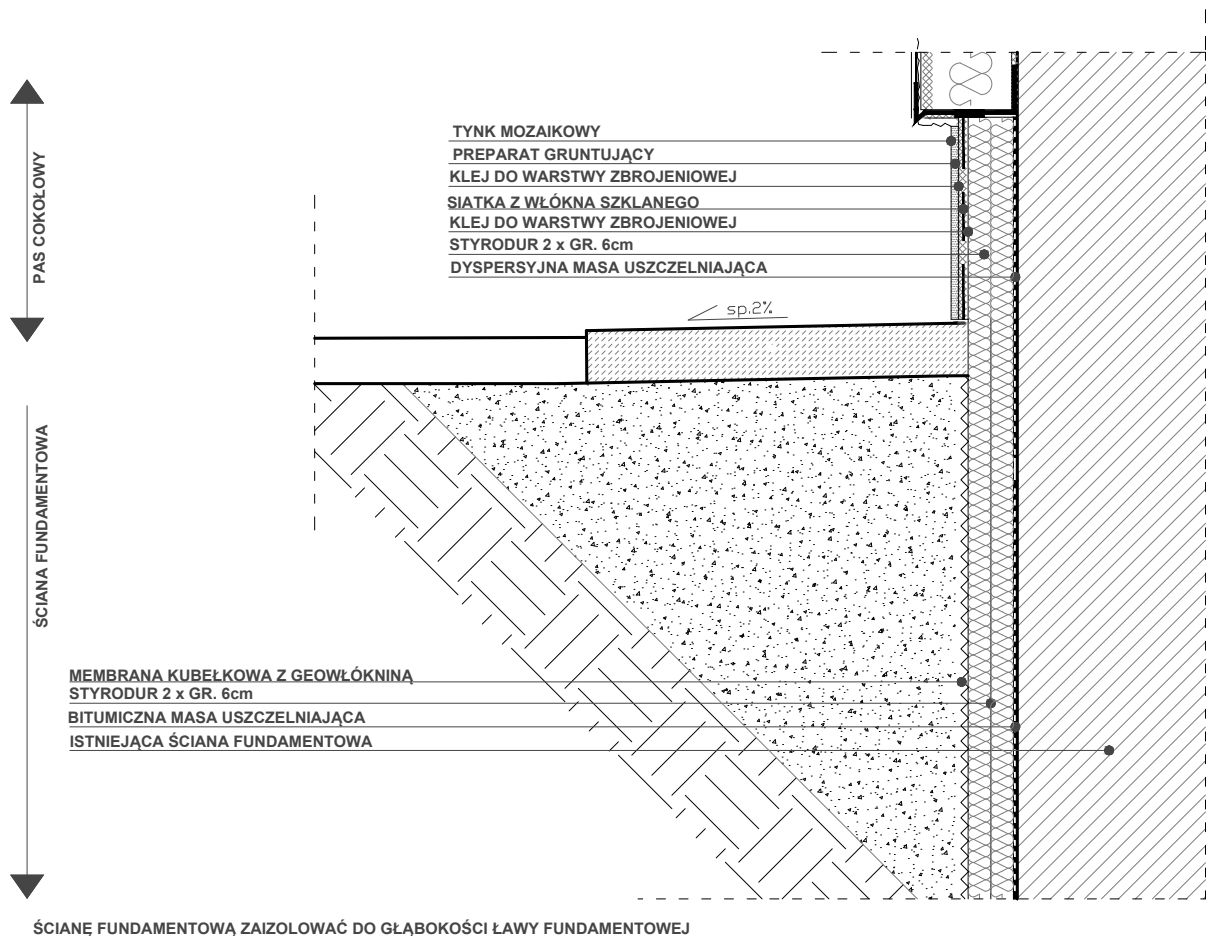 TYNK MOZAIKOWY
PREPARAT GRUNTUJĄCY
KLEJ DO WARSTWY ZBROJENIOWEJ
SIATKA Z WŁÓKNA SZKLANEGO
KLEJ DO WARSTWY ZBROJENIOWEJ
STYRODUR 2 x GR. 6cm
DYSPERSYJNA MASA USZCZELNIAJĄCA
PAS COKOŁOWY
sp.2%
ŚCIANA FUNDAMENTOWA
MEMBRANA KUBEŁKOWA Z GEOWŁÓKNINĄ
STYRODUR 2 x GR. 6cm
BITUMICZNA MASA USZCZELNIAJĄCA
ISTNIEJĄCA ŚCIANA FUNDAMENTOWA
ŚCIANĘ FUNDAMENTOWĄ ZAIZOLOWAĆ DO GŁĄBOKOŚCI ŁAWY FUNDAMENTOWEJ